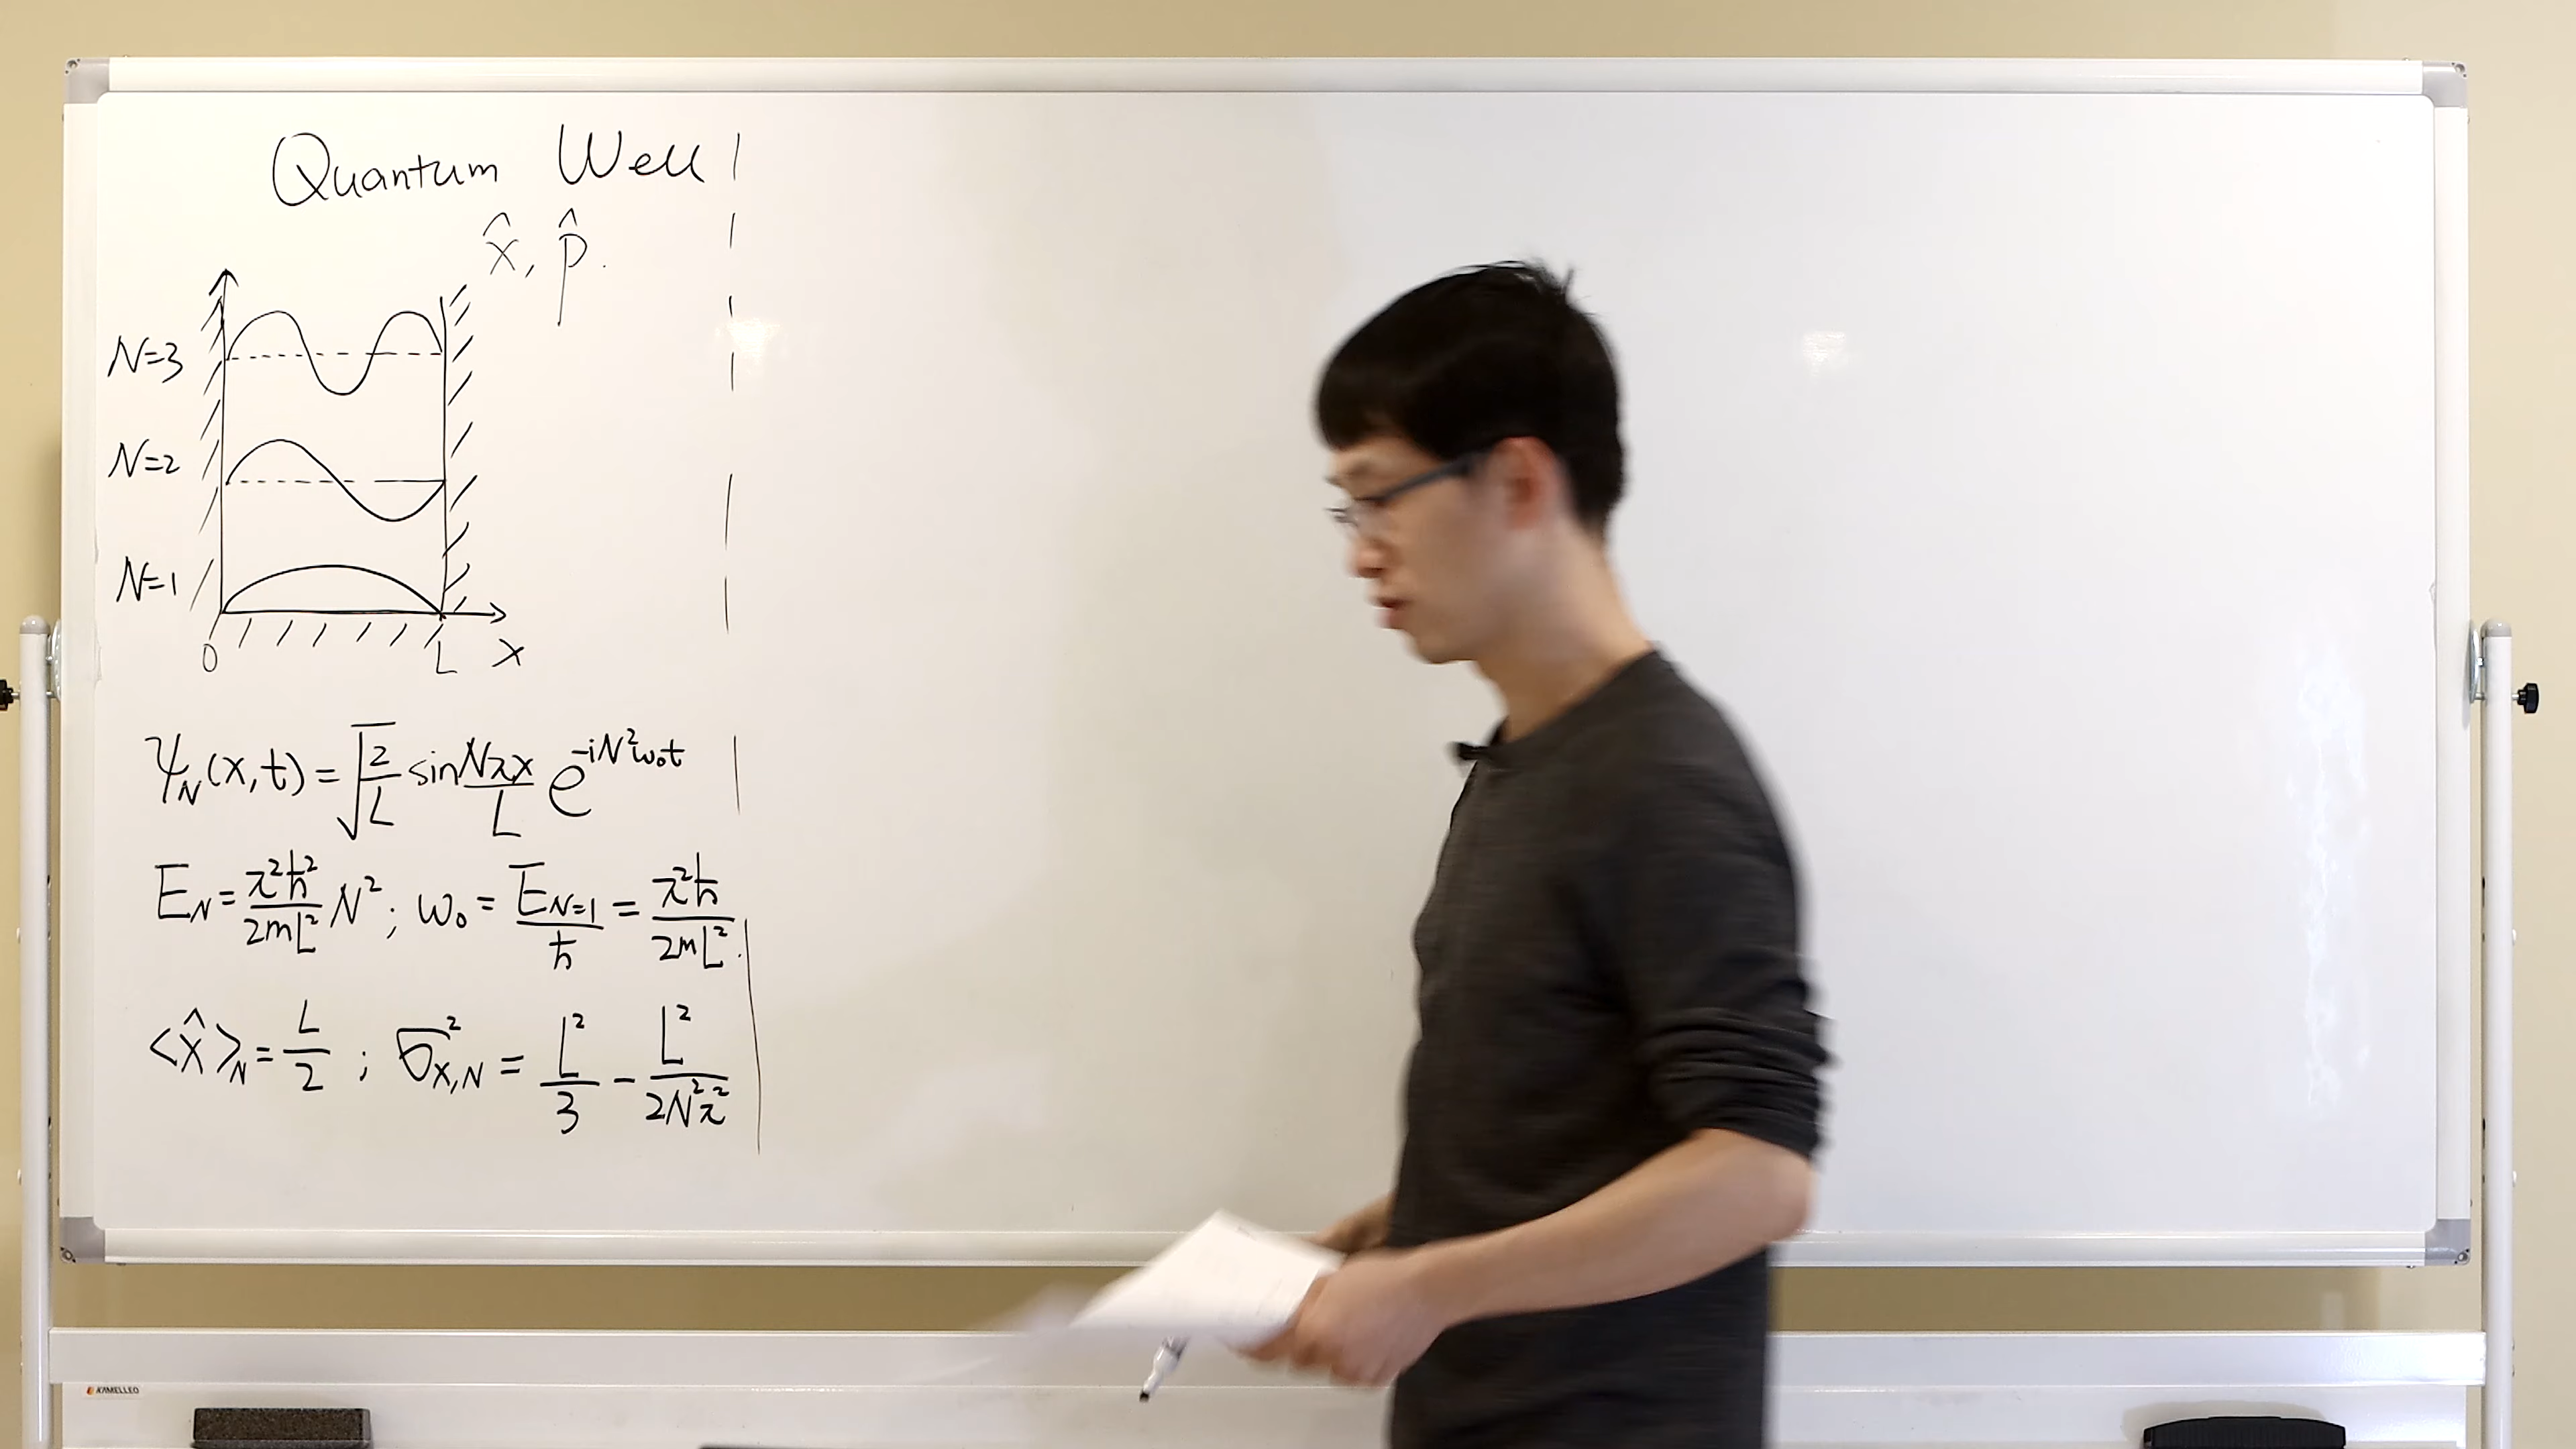 Quantum Well
x̂, p̂.
N=3
N=2
N=1
0 L x
ψ_N(x,t) = √(2/L) sin Nπx/L e^{-iN²ω₀t}
E_N = π²ħ²/2mL² N²; ω₀ = E_{N=1}/ħ = π²ħ/2mL².
<x̂>_N = L/2 ; σ²_{x,N} = L²/3 - L²/2N²π²
KAMELLEO